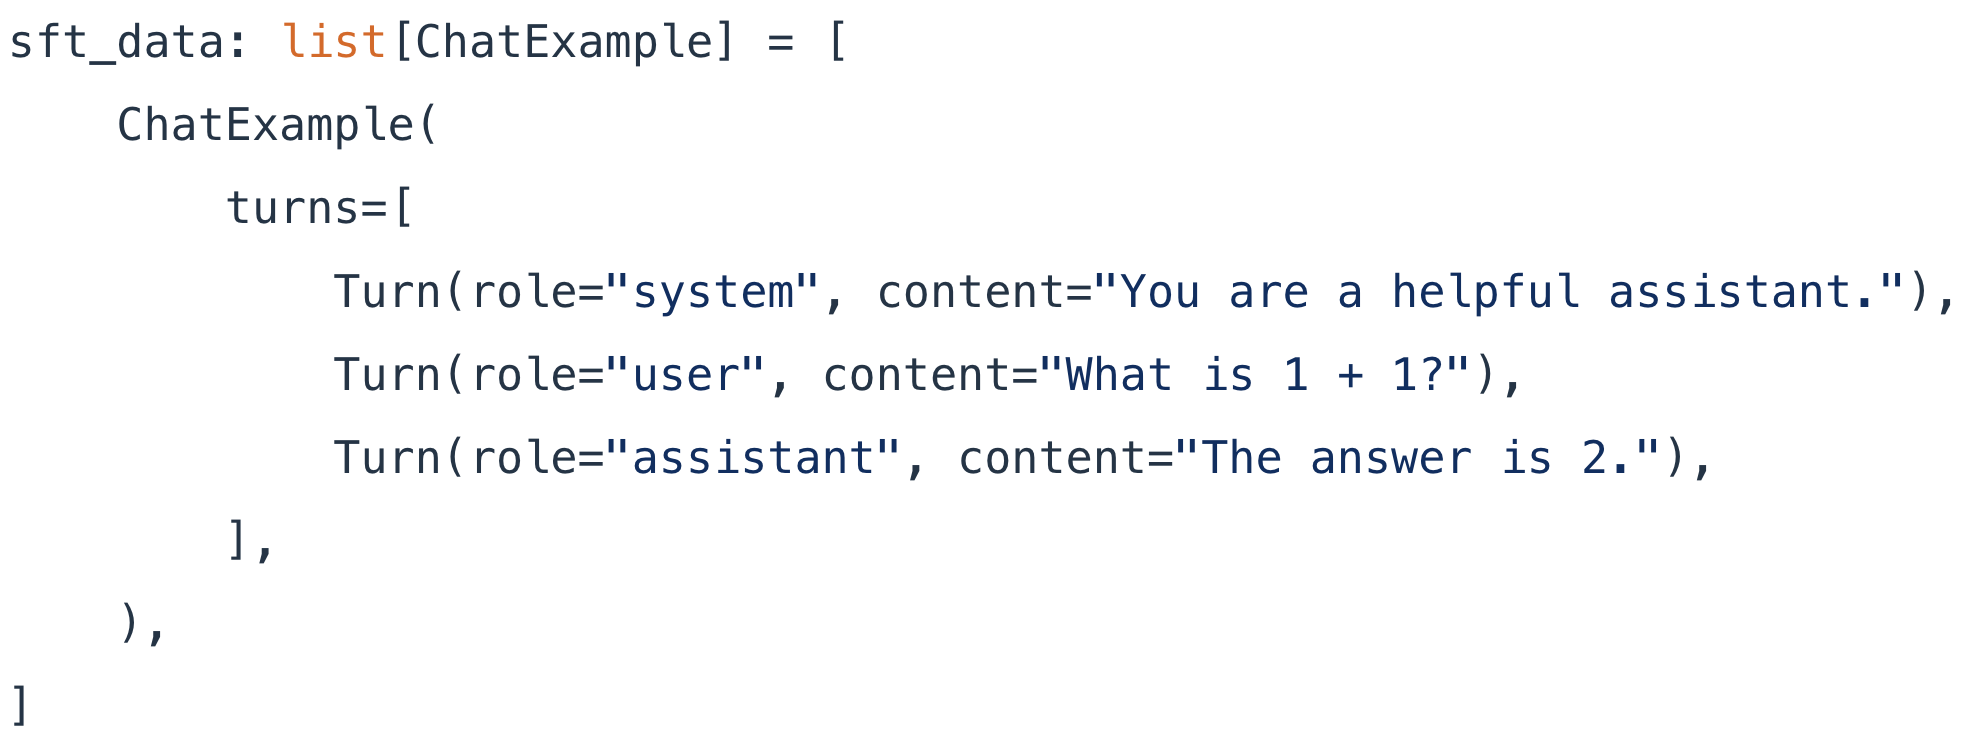 sft_data: list[ChatExample] = [
    ChatExample(
        turns=[
            Turn(role="system", content="You are a helpful assistant."),
            Turn(role="user", content="What is 1 + 1?"),
            Turn(role="assistant", content="The answer is 2."),
        ],
    ),
]